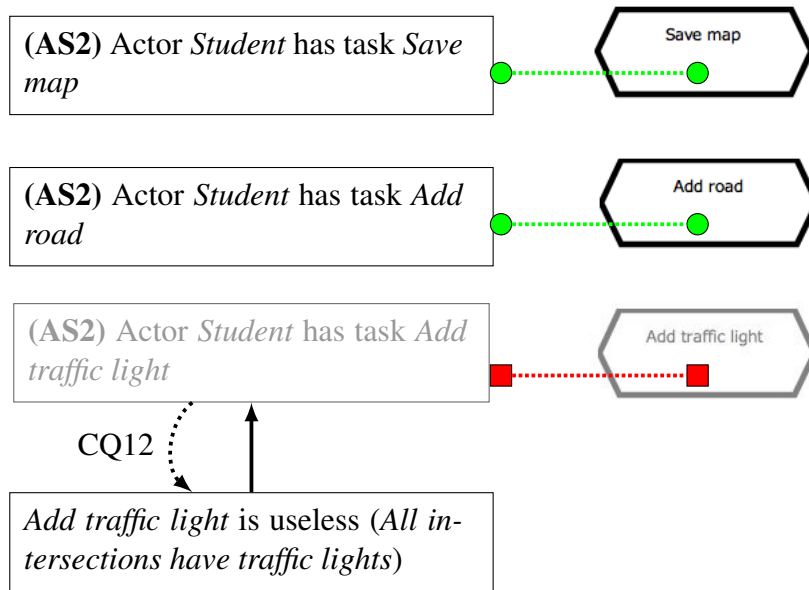 (AS2) Actor Student has task Save
map
Save map
(AS2) Actor Student has task Add
road
Add road
(AS2) Actor Student has task Add
traffic light
Add traffic light
CQ12
Add traffic light is useless (All in-
tersections have traffic lights)